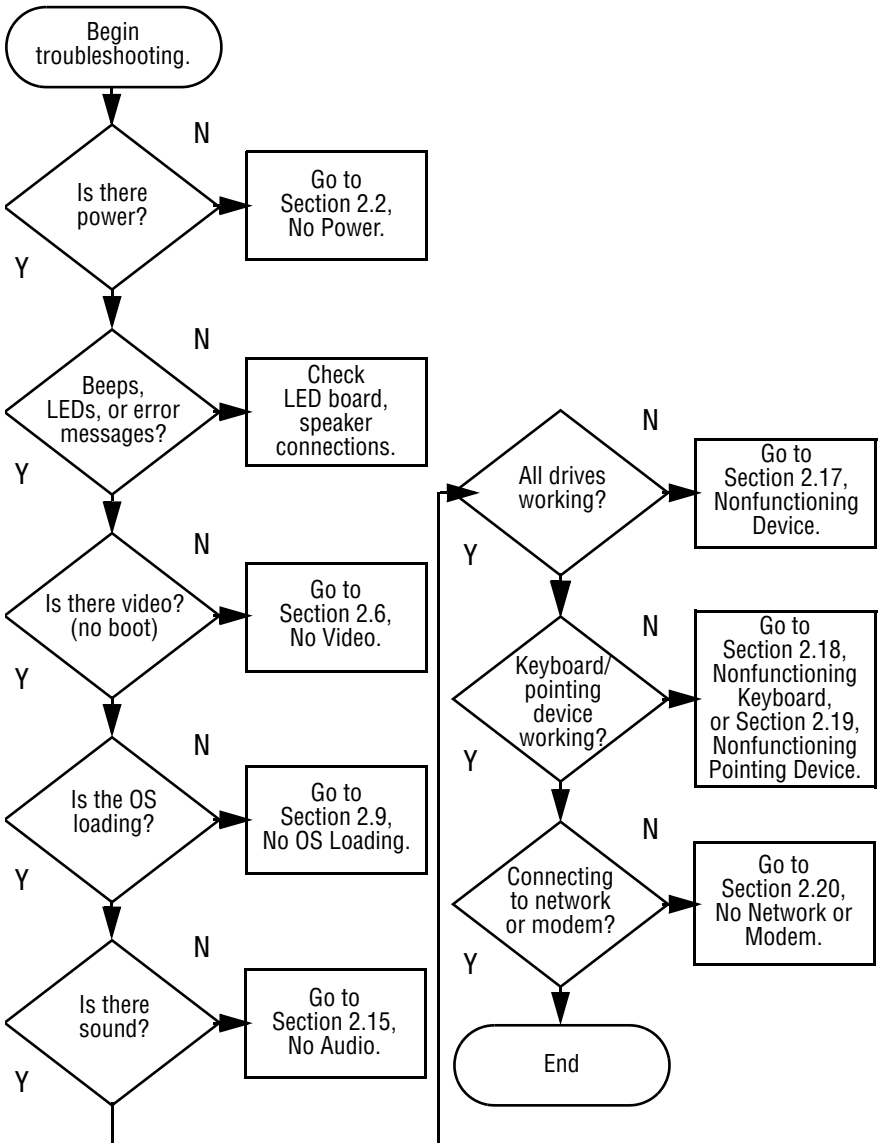 Begin
troubleshooting.
N
Is there
power?
Go to
Section 2.2,
No Power.
Y
N
Beeps,
LEDs, or error
messages?
Check
LED board,
speaker
connections.
Y
N
Is there video?
(no boot)
Go to
Section 2.6,
No Video.
Y
N
Is the OS
loading?
Go to
Section 2.9,
No OS Loading.
Y
N
Is there
sound?
Go to
Section 2.15,
No Audio.
Y
N
All drives
working?
Go to
Section 2.17,
Nonfunctioning
Device.
Y
N
Keyboard/
pointing
device
working?
Go to
Section 2.18,
Nonfunctioning
Keyboard,
or Section 2.19,
Nonfunctioning
Pointing Device.
Y
N
Connecting
to network
or modem?
Go to
Section 2.20,
No Network or
Modem.
Y
End